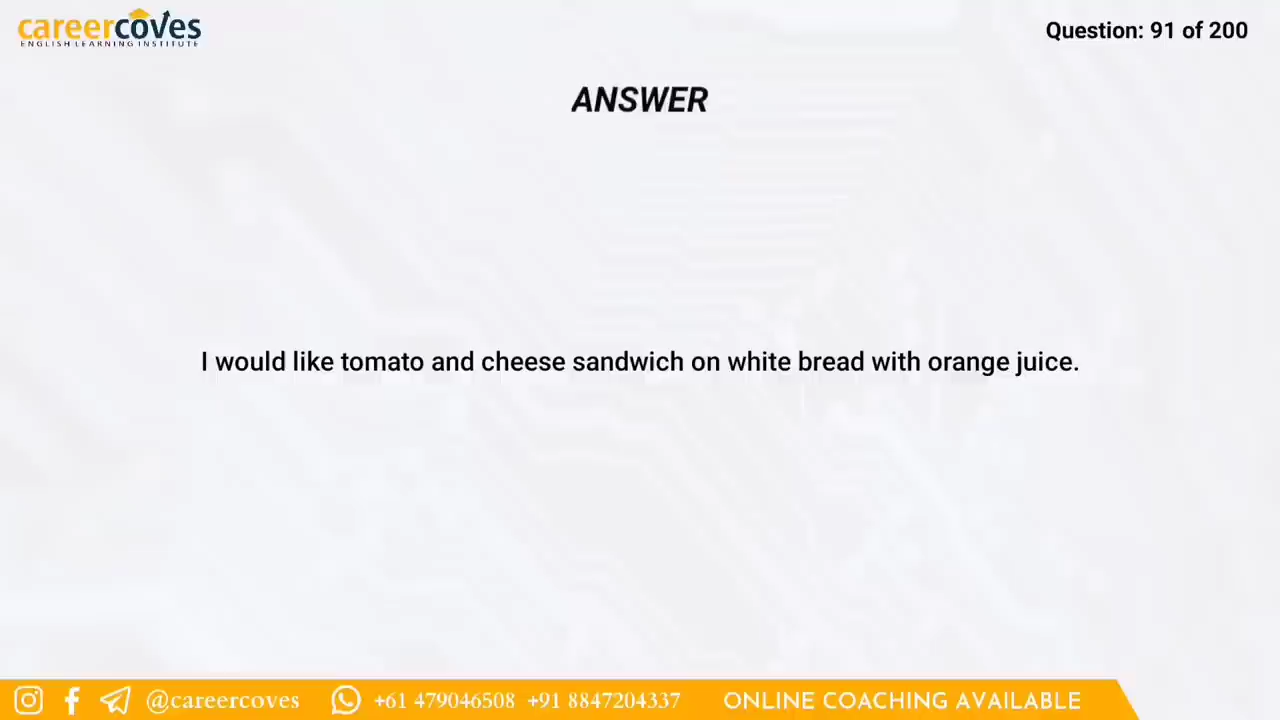 careercoves
ENGLISH LEARNING INSTITUTE
Question: 91 of 200
ANSWER
I would like tomato and cheese sandwich on white bread with orange juice.
@careercoves +61 479046508 +91 8847204337 ONLINE COACHING AVAILABLE